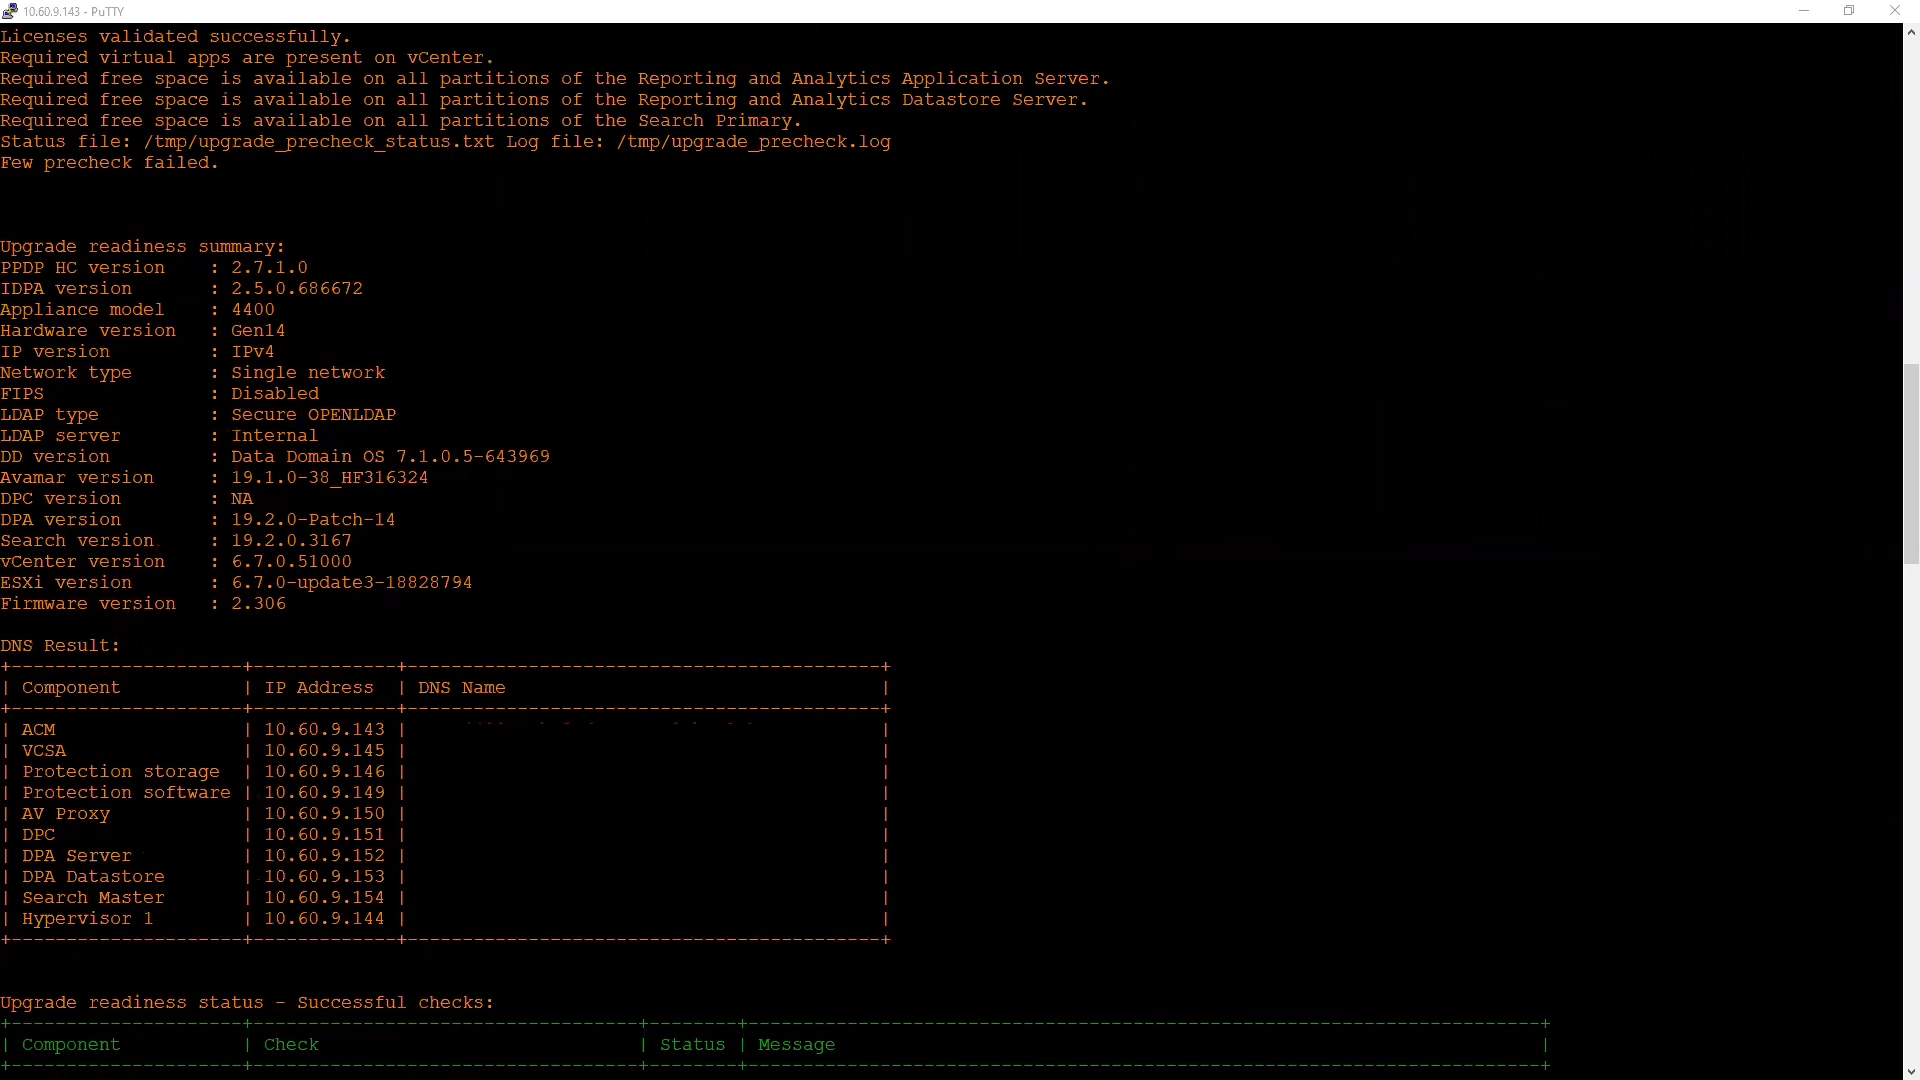 10.60.9.143 - PuTTY
Licenses validated successfully.
Required virtual apps are present on vCenter.
Required free space is available on all partitions of the Reporting and Analytics Application Server.
Required free space is available on all partitions of the Reporting and Analytics Datastore Server.
Required free space is available on all partitions of the Search Primary.
Status file: /tmp/upgrade_precheck_status.txt Log file: /tmp/upgrade_precheck.log
Few precheck failed.
Upgrade readiness summary:
PPDP HC version : 2.7.1.0
IDPA version : 2.5.0.686672
Appliance model : 4400
Hardware version : Gen14
IP version : IPv4
Network type : Single network
FIPS : Disabled
LDAP type : Secure OPENLDAP
LDAP server : Internal
DD version : Data Domain OS 7.1.0.5-643969
Avamar version : 19.1.0-38_HF316324
DPC version : NA
DPA version : 19.2.0-Patch-14
Search version : 19.2.0.3167
vCenter version : 6.7.0.51000
ESXi version : 6.7.0-update3-18828794
Firmware version : 2.306
DNS Result:
| Component | IP Address | DNS Name |
| ACM | 10.60.9.143 | |
| VCSA | 10.60.9.145 | |
| Protection storage | 10.60.9.146 | |
| Protection software | 10.60.9.149 | |
| AV Proxy | 10.60.9.150 | |
| DPC | 10.60.9.151 | |
| DPA Server | 10.60.9.152 | |
| DPA Datastore | 10.60.9.153 | |
| Search Master | 10.60.9.154 | |
| Hypervisor 1 | 10.60.9.144 | |
Upgrade readiness status - Successful checks:
| Component | Check | Status | Message |